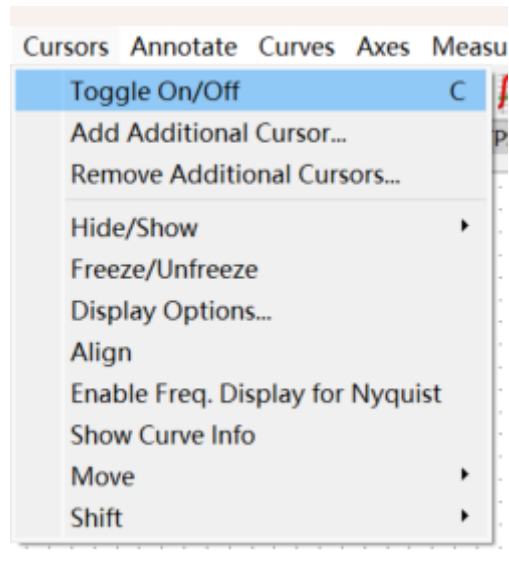 Cursors Annotate Curves Axes Measu
Toggle On/Off C
Add Additional Cursor...
Remove Additional Cursors...
Hide/Show
Freeze/Unfreeze
Display Options...
Align
Enable Freq. Display for Nyquist
Show Curve Info
Move
Shift